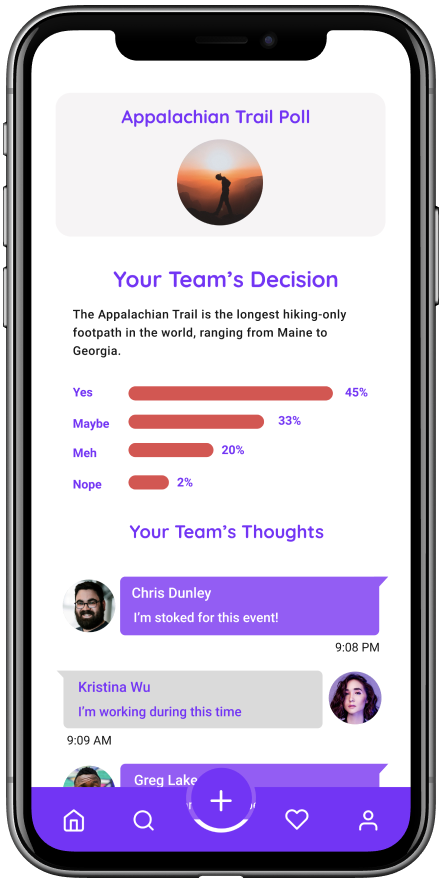 Appalachian Trail Poll
Your Team's Decision
The Appalachian Trail is the longest hiking-only
footpath in the world, ranging from Maine to
Georgia.
Yes 45%
Maybe 33%
Meh 20%
Nope 2%
Your Team's Thoughts
Chris Dunley
I'm stoked for this event!
9:08 PM
Kristina Wu
I'm working during this time
9:09 AM
Greg Lake